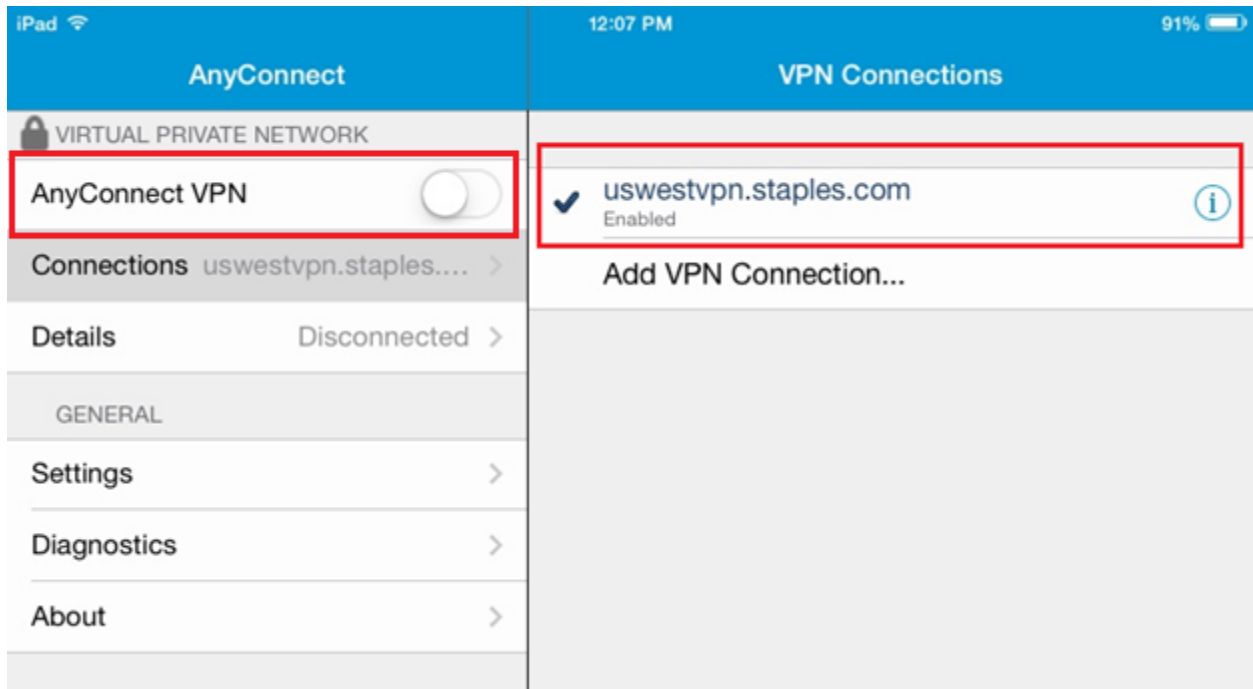 iPad 12:07 PM 91%
AnyConnect
VPN Connections
VIRTUAL PRIVATE NETWORK
AnyConnect VPN
Connections uswestvpn.staples....
Details Disconnected
GENERAL
Settings
Diagnostics
About
uswestvpn.staples.com
Enabled
Add VPN Connection...